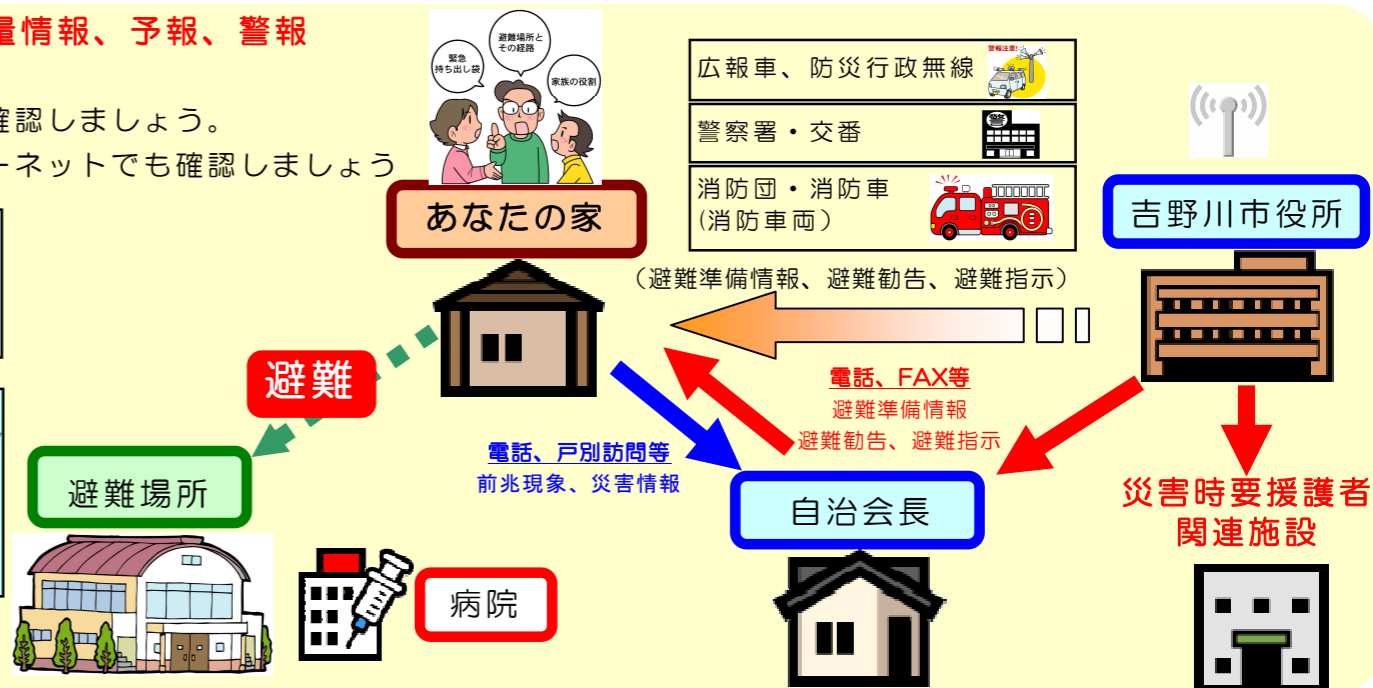 量情報、予報、警報
確認しましょう。
ーネットでも確認しましょう
緊急
持ち出し袋
避難場所と
その経路
家族の役割
あなたの家
広報車、防災行政無線
警報注意!
警察署・交番
警
消防団・消防車
(消防車両)
吉野川市役所
(避難準備情報、避難勧告、避難指示)
避難
電話、FAX等
避難準備情報
避難勧告、避難指示
電話、戸別訪問等
前兆現象、災害情報
避難場所
自治会長
災害時要援護者
関連施設
病院